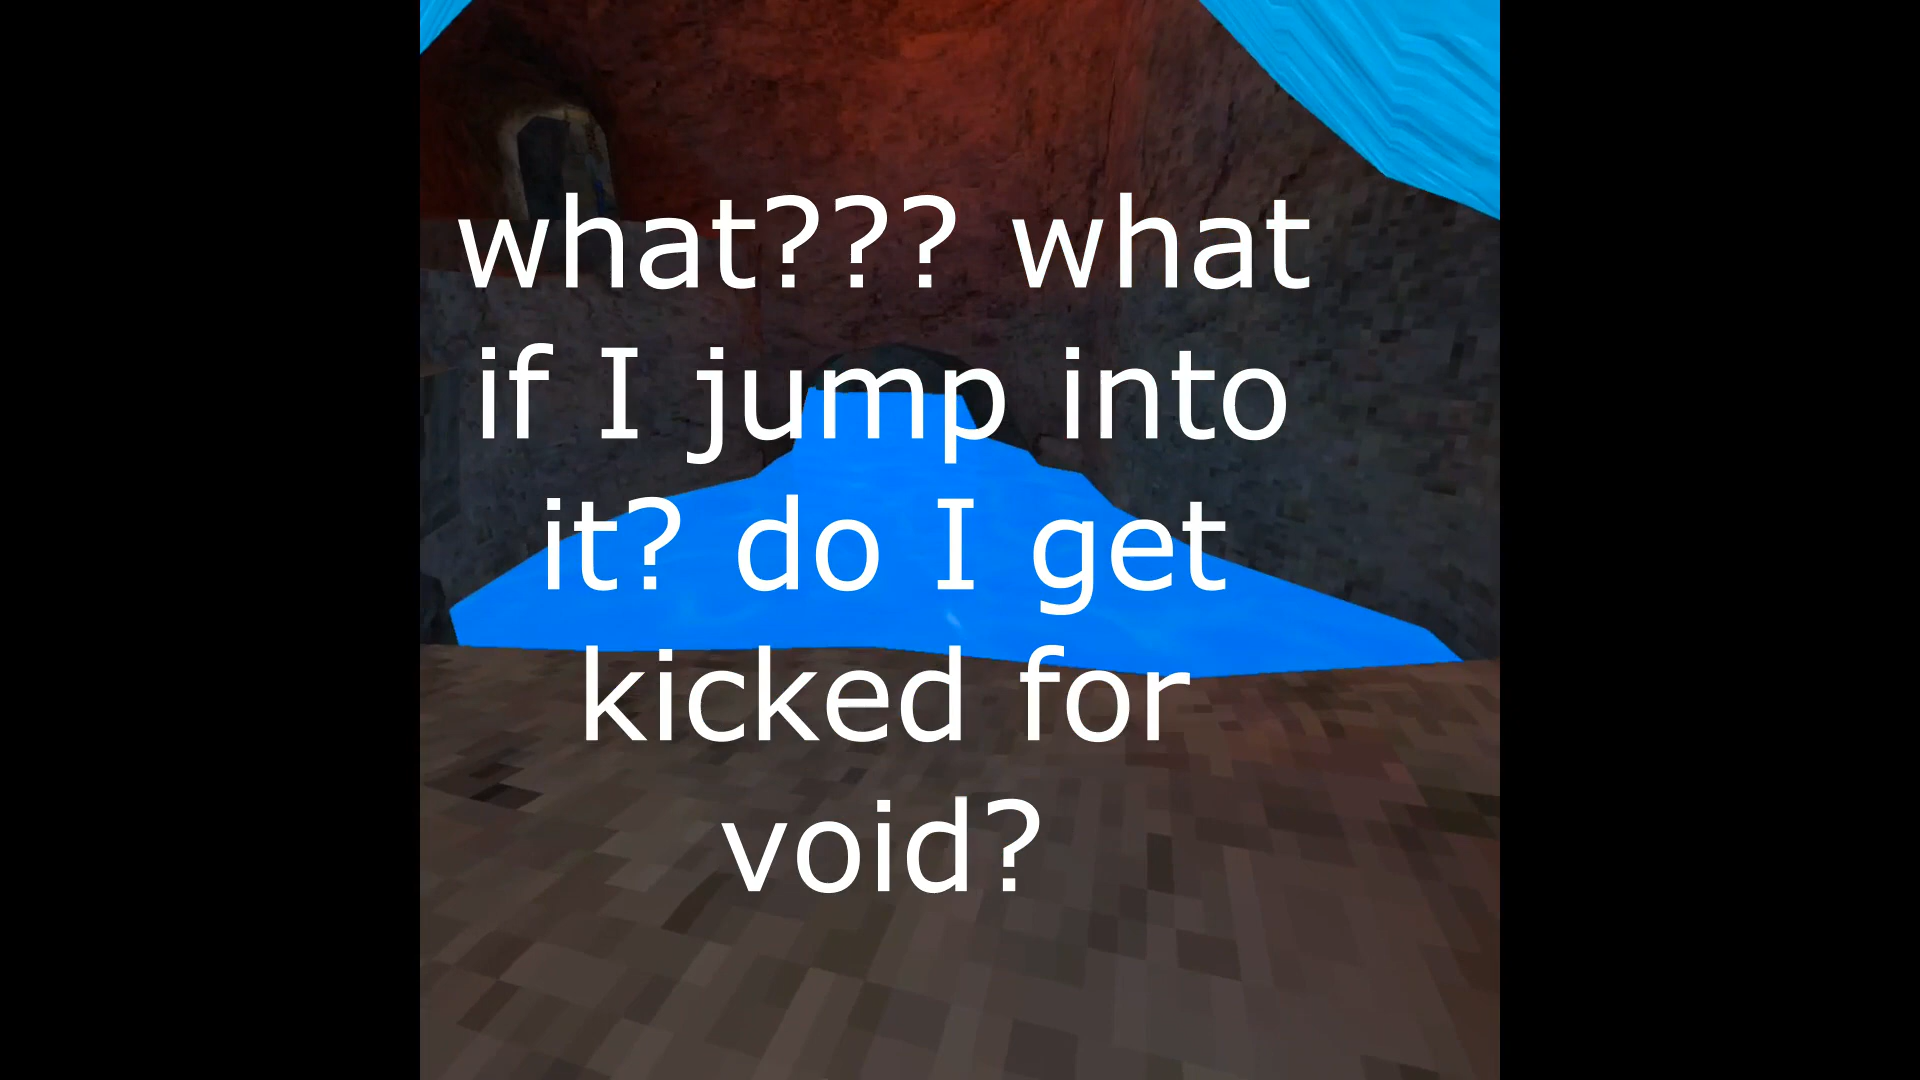 what??? what
if I jump into
it? do I get
kicked for
void?